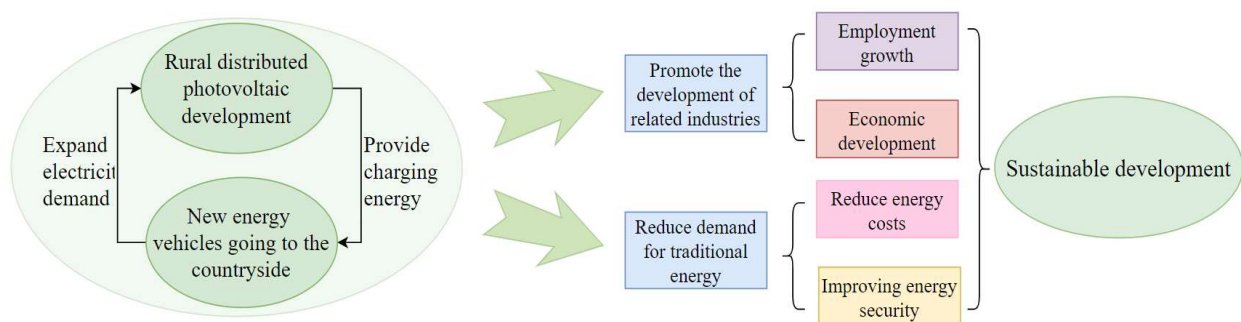 Rural distributed
photovoltaic
development
Expand
electricit
demand
Provide
charging
energy
New energy
vehicles going to the
countryside
Promote the
development of
related industries
Reduce demand
for traditional
energy
Employment
growth
Economic
development
Reduce energy
costs
Improving energy
security
Sustainable development